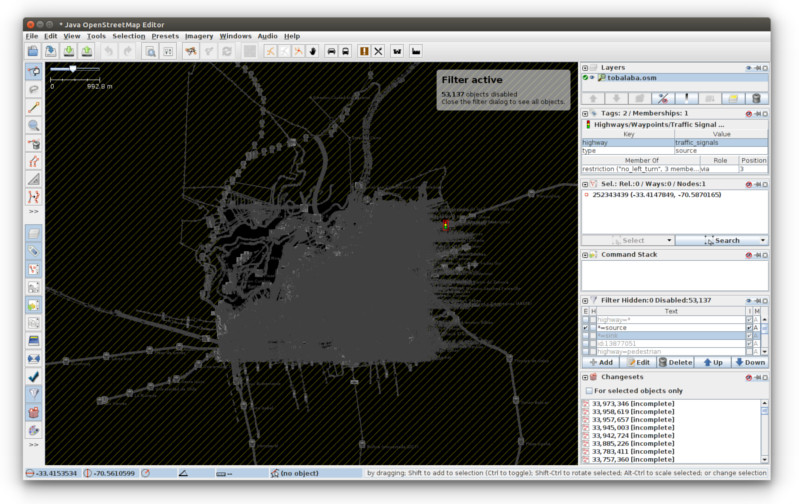 * Java OpenStreetMap Editor
File Edit View Tools Selection Presets Imagery Windows Audio Help
992.8 m
Filter active
53,137 objects disabled
Close the filter dialog to see all objects.
>>
>>
Layers
tobalaba.osm
Tags: 2 / Memberships: 1
Highways/Waypoints/Traffic Signal ...
Key Value
highway traffic_signals
type source
Member Of Role Position
restriction ("no_left_turn", 3 membe... via 3
Sel.: Rel.:0 / Ways:0 / Nodes:1
252343439 (-33.4147849, -70.5870165)
Select Search
Command Stack
Filter Hidden:0 Disabled:53,137
E H Text I M
highway=*
*=source
id:13877051
highway=pedestrian
Add Edit Delete Up Down
Changesets
For selected objects only
33,973,346 [incomplete]
33,958,619 [incomplete]
33,957,657 [incomplete]
33,945,003 [incomplete]
33,942,724 [incomplete]
33,885,226 [incomplete]
33,783,411 [incomplete]
33,757,360 [incomplete]
-33.4153534 -70.5610599 -- (no object) by dragging; Shift to add to selection (Ctrl to toggle); Shift-Ctrl to rotate selected; Alt-Ctrl to scale selected; or change selection